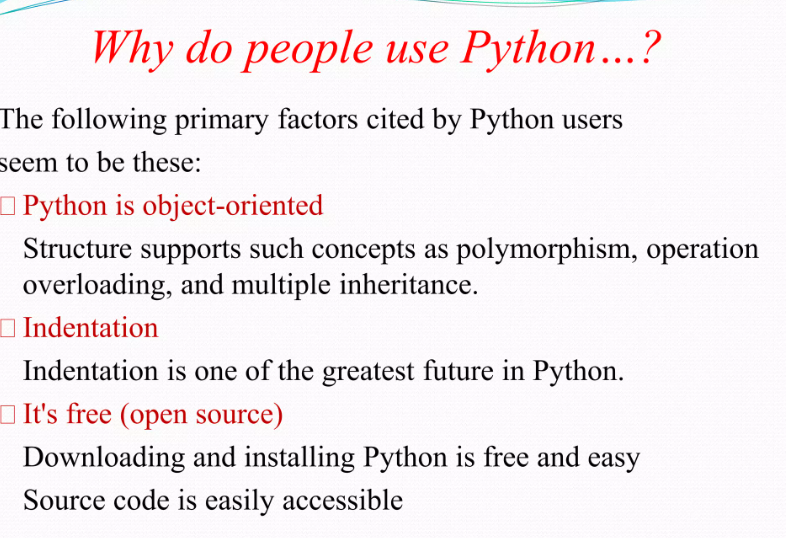 Why do people use Python…?
The following primary factors cited by Python users
seem to be these:
Python is object-oriented
Structure supports such concepts as polymorphism, operation
overloading, and multiple inheritance.
Indentation
Indentation is one of the greatest future in Python.
It's free (open source)
Downloading and installing Python is free and easy
Source code is easily accessible